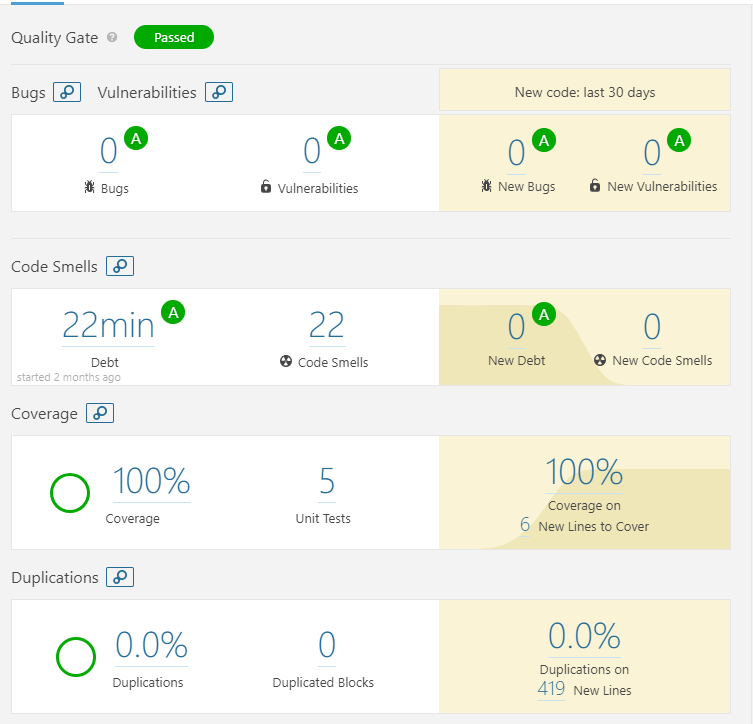 Quality Gate ? Passed
Bugs Vulnerabilities
New code: last 30 days
0 A 0 A 0 A 0 A
Bugs Vulnerabilities New Bugs New Vulnerabilities
Code Smells
22min A 22 0 A 0
Debt Code Smells New Debt New Code Smells
started 2 months ago
Coverage
100% 5 100%
Coverage Unit Tests Coverage on
6 New Lines to Cover
Duplications
0.0% 0 0.0%
Duplications Duplicated Blocks Duplications on
419 New Lines